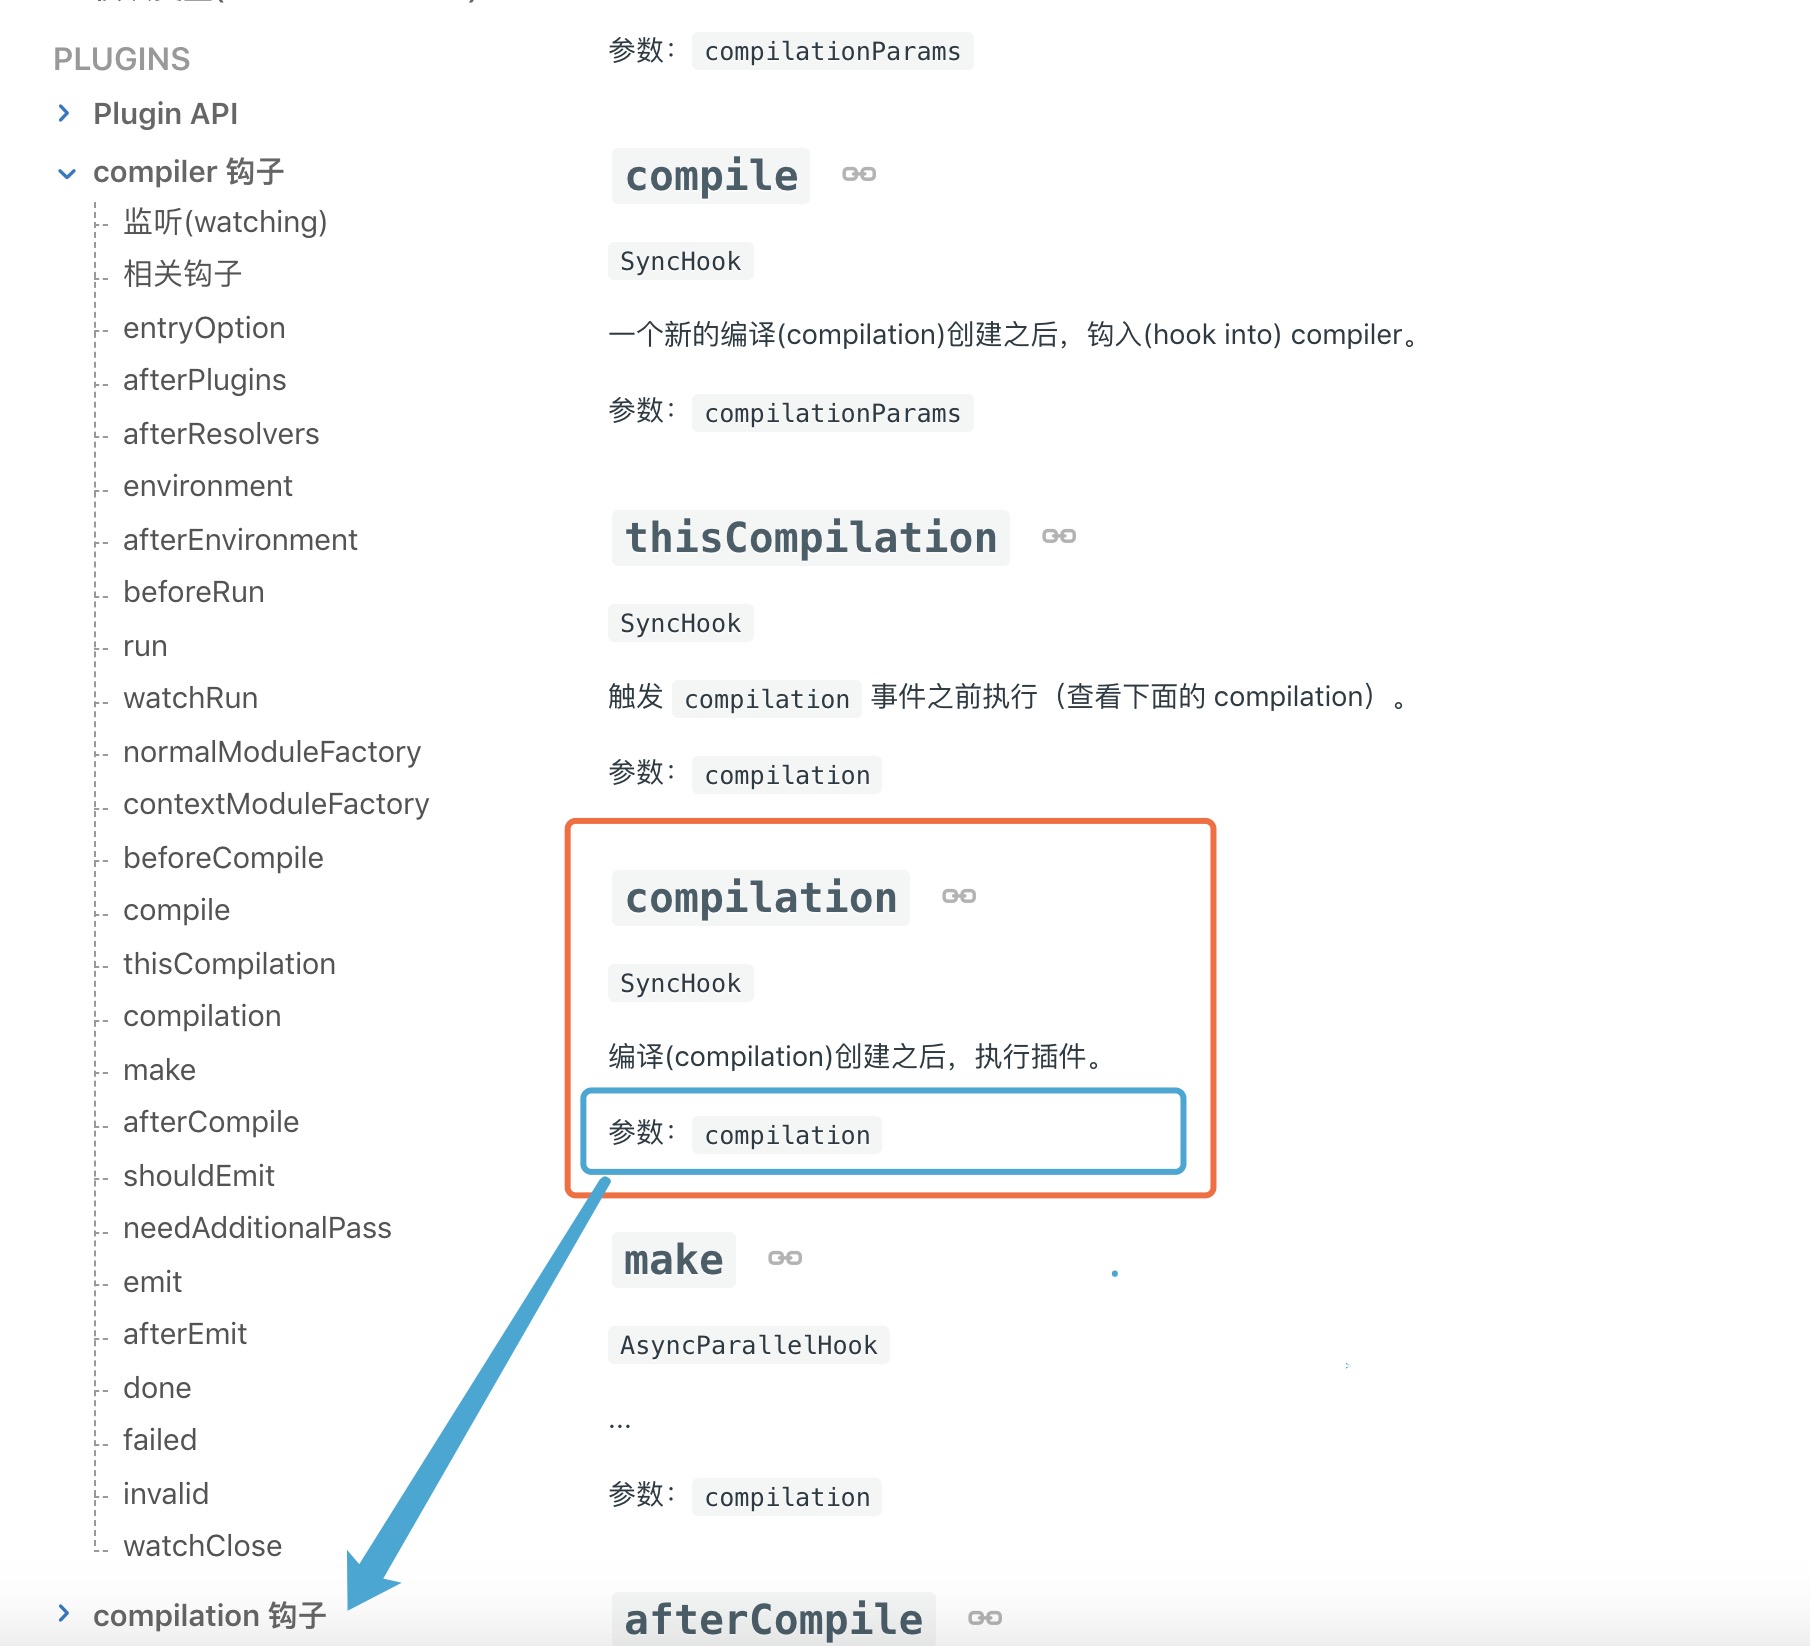 PLUGINS
Plugin API
compiler 钩子
监听(watching)
相关钩子
entryOption
afterPlugins
afterResolvers
environment
afterEnvironment
beforeRun
run
watchRun
normalModuleFactory
contextModuleFactory
beforeCompile
compile
thisCompilation
compilation
make
afterCompile
shouldEmit
needAdditionalPass
emit
afterEmit
done
failed
invalid
watchClose
compilation 钩子
参数： compilationParams
compile
SyncHook
一个新的编译(compilation)创建之后，钩入(hook into) compiler。
参数： compilationParams
thisCompilation
SyncHook
触发 compilation 事件之前执行（查看下面的 compilation）。
参数： compilation
compilation
SyncHook
编译(compilation)创建之后，执行插件。
参数： compilation
make
AsyncParallelHook
...
参数： compilation
afterCompile